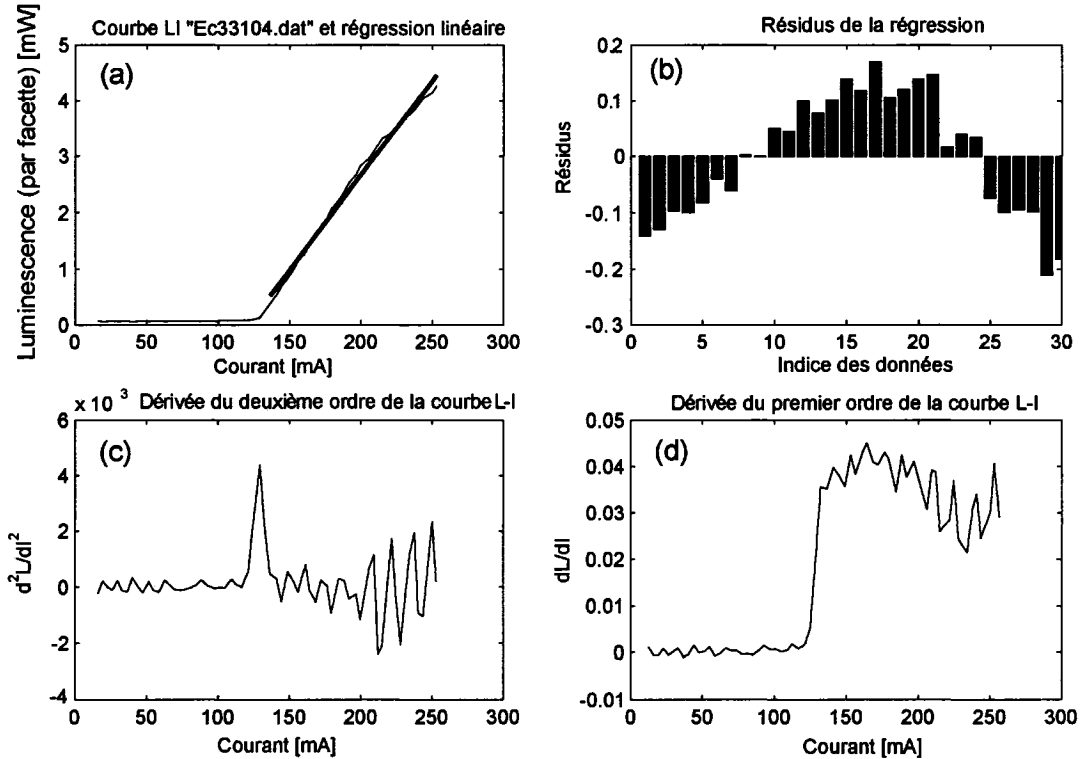 Courbe LI "Ec33104.dat" et régression linéaire
(a)
Luminescence (par facette) [mW]
5
4
3
2
1
0
0 50 100 150 200 250 300
Courant [mA]
Résidus de la régression
(b)
Résidus
0.2
0.1
0
-0.1
-0.2
-0.3
0 5 10 15 20 25 30
Indice des données
x 10 3 Dérivée du deuxième ordre de la courbe L-I
(c)
d²L/dI²
6
4
2
0
-2
-4
0 50 100 150 200 250 300
Courant [mA]
Dérivée du premier ordre de la courbe L-I
(d)
dL/dI
0.05
0.04
0.03
0.02
0.01
0
-0.01
0 50 100 150 200 250 300
Courant [mA]